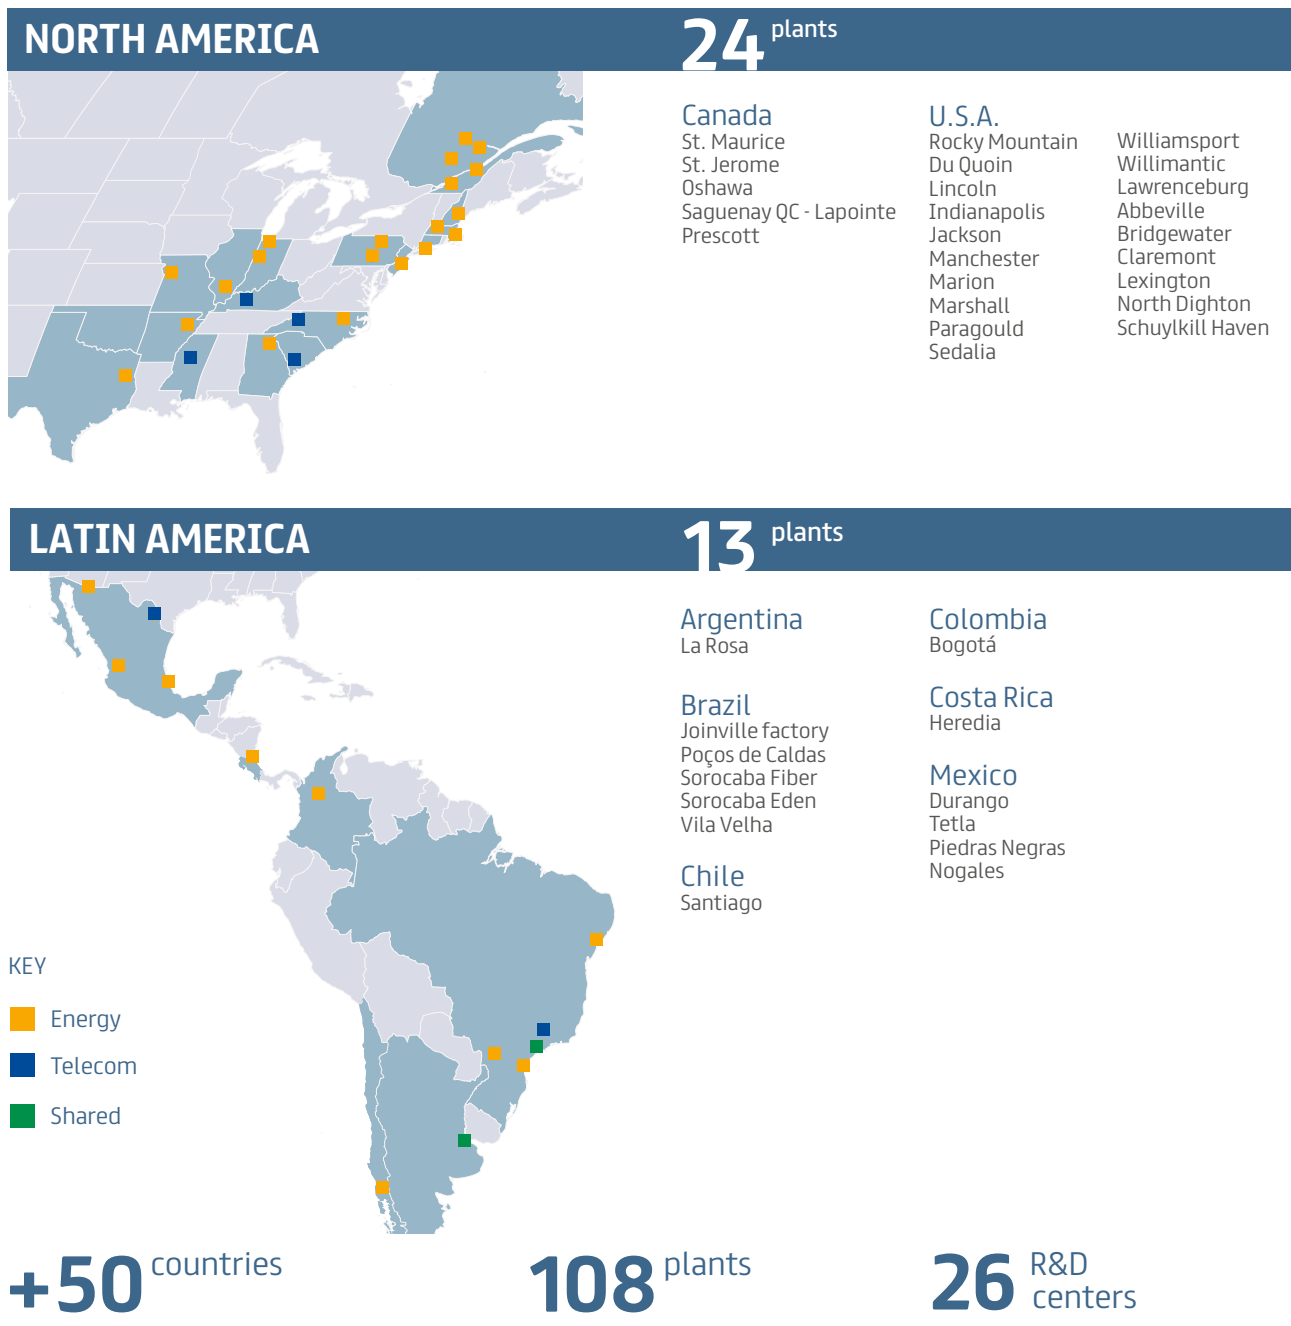 NORTH AMERICA
24 plants
Canada
St. Maurice
St. Jerome
Oshawa
Saguenay QC - Lapointe
Prescott
U.S.A.
Rocky Mountain
Du Quoin
Lincoln
Indianapolis
Jackson
Manchester
Marion
Marshall
Paragould
Sedalia
Williamsport
Willimantic
Lawrenceburg
Abbeville
Bridgewater
Claremont
Lexington
North Dighton
Schuylkill Haven
LATIN AMERICA
13 plants
Argentina
La Rosa
Brazil
Joinville factory
Poços de Caldas
Sorocaba Fiber
Sorocaba Eden
Vila Velha
Chile
Santiago
Colombia
Bogotá
Costa Rica
Heredia
Mexico
Durango
Tetla
Piedras Negras
Nogales
KEY
Energy
Telecom
Shared
+50 countries
108 plants
26 R&D
centers